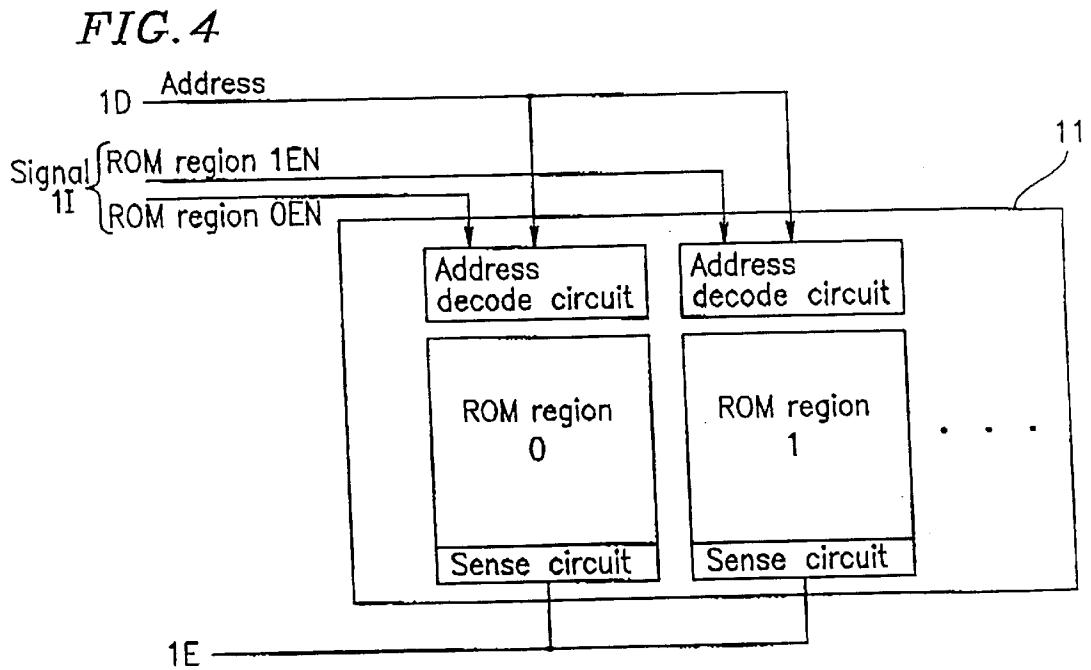 FIG. 4
1D Address
11
Signal 1I
ROM region 1EN
ROM region 0EN
Address decode circuit
Address decode circuit
ROM region 0
ROM region 1
. . .
Sense circuit
Sense circuit
1E